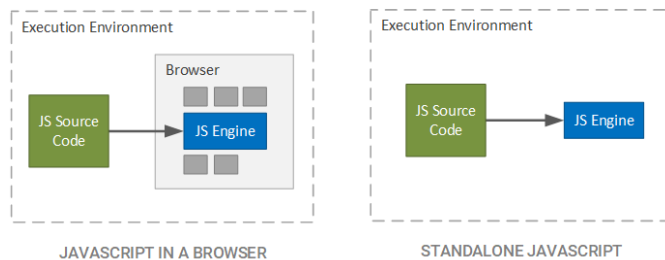 Execution Environment
Browser
JS Source
Code
JS Engine
JAVASCRIPT IN A BROWSER
Execution Environment
JS Source
Code
JS Engine
STANDALONE JAVASCRIPT